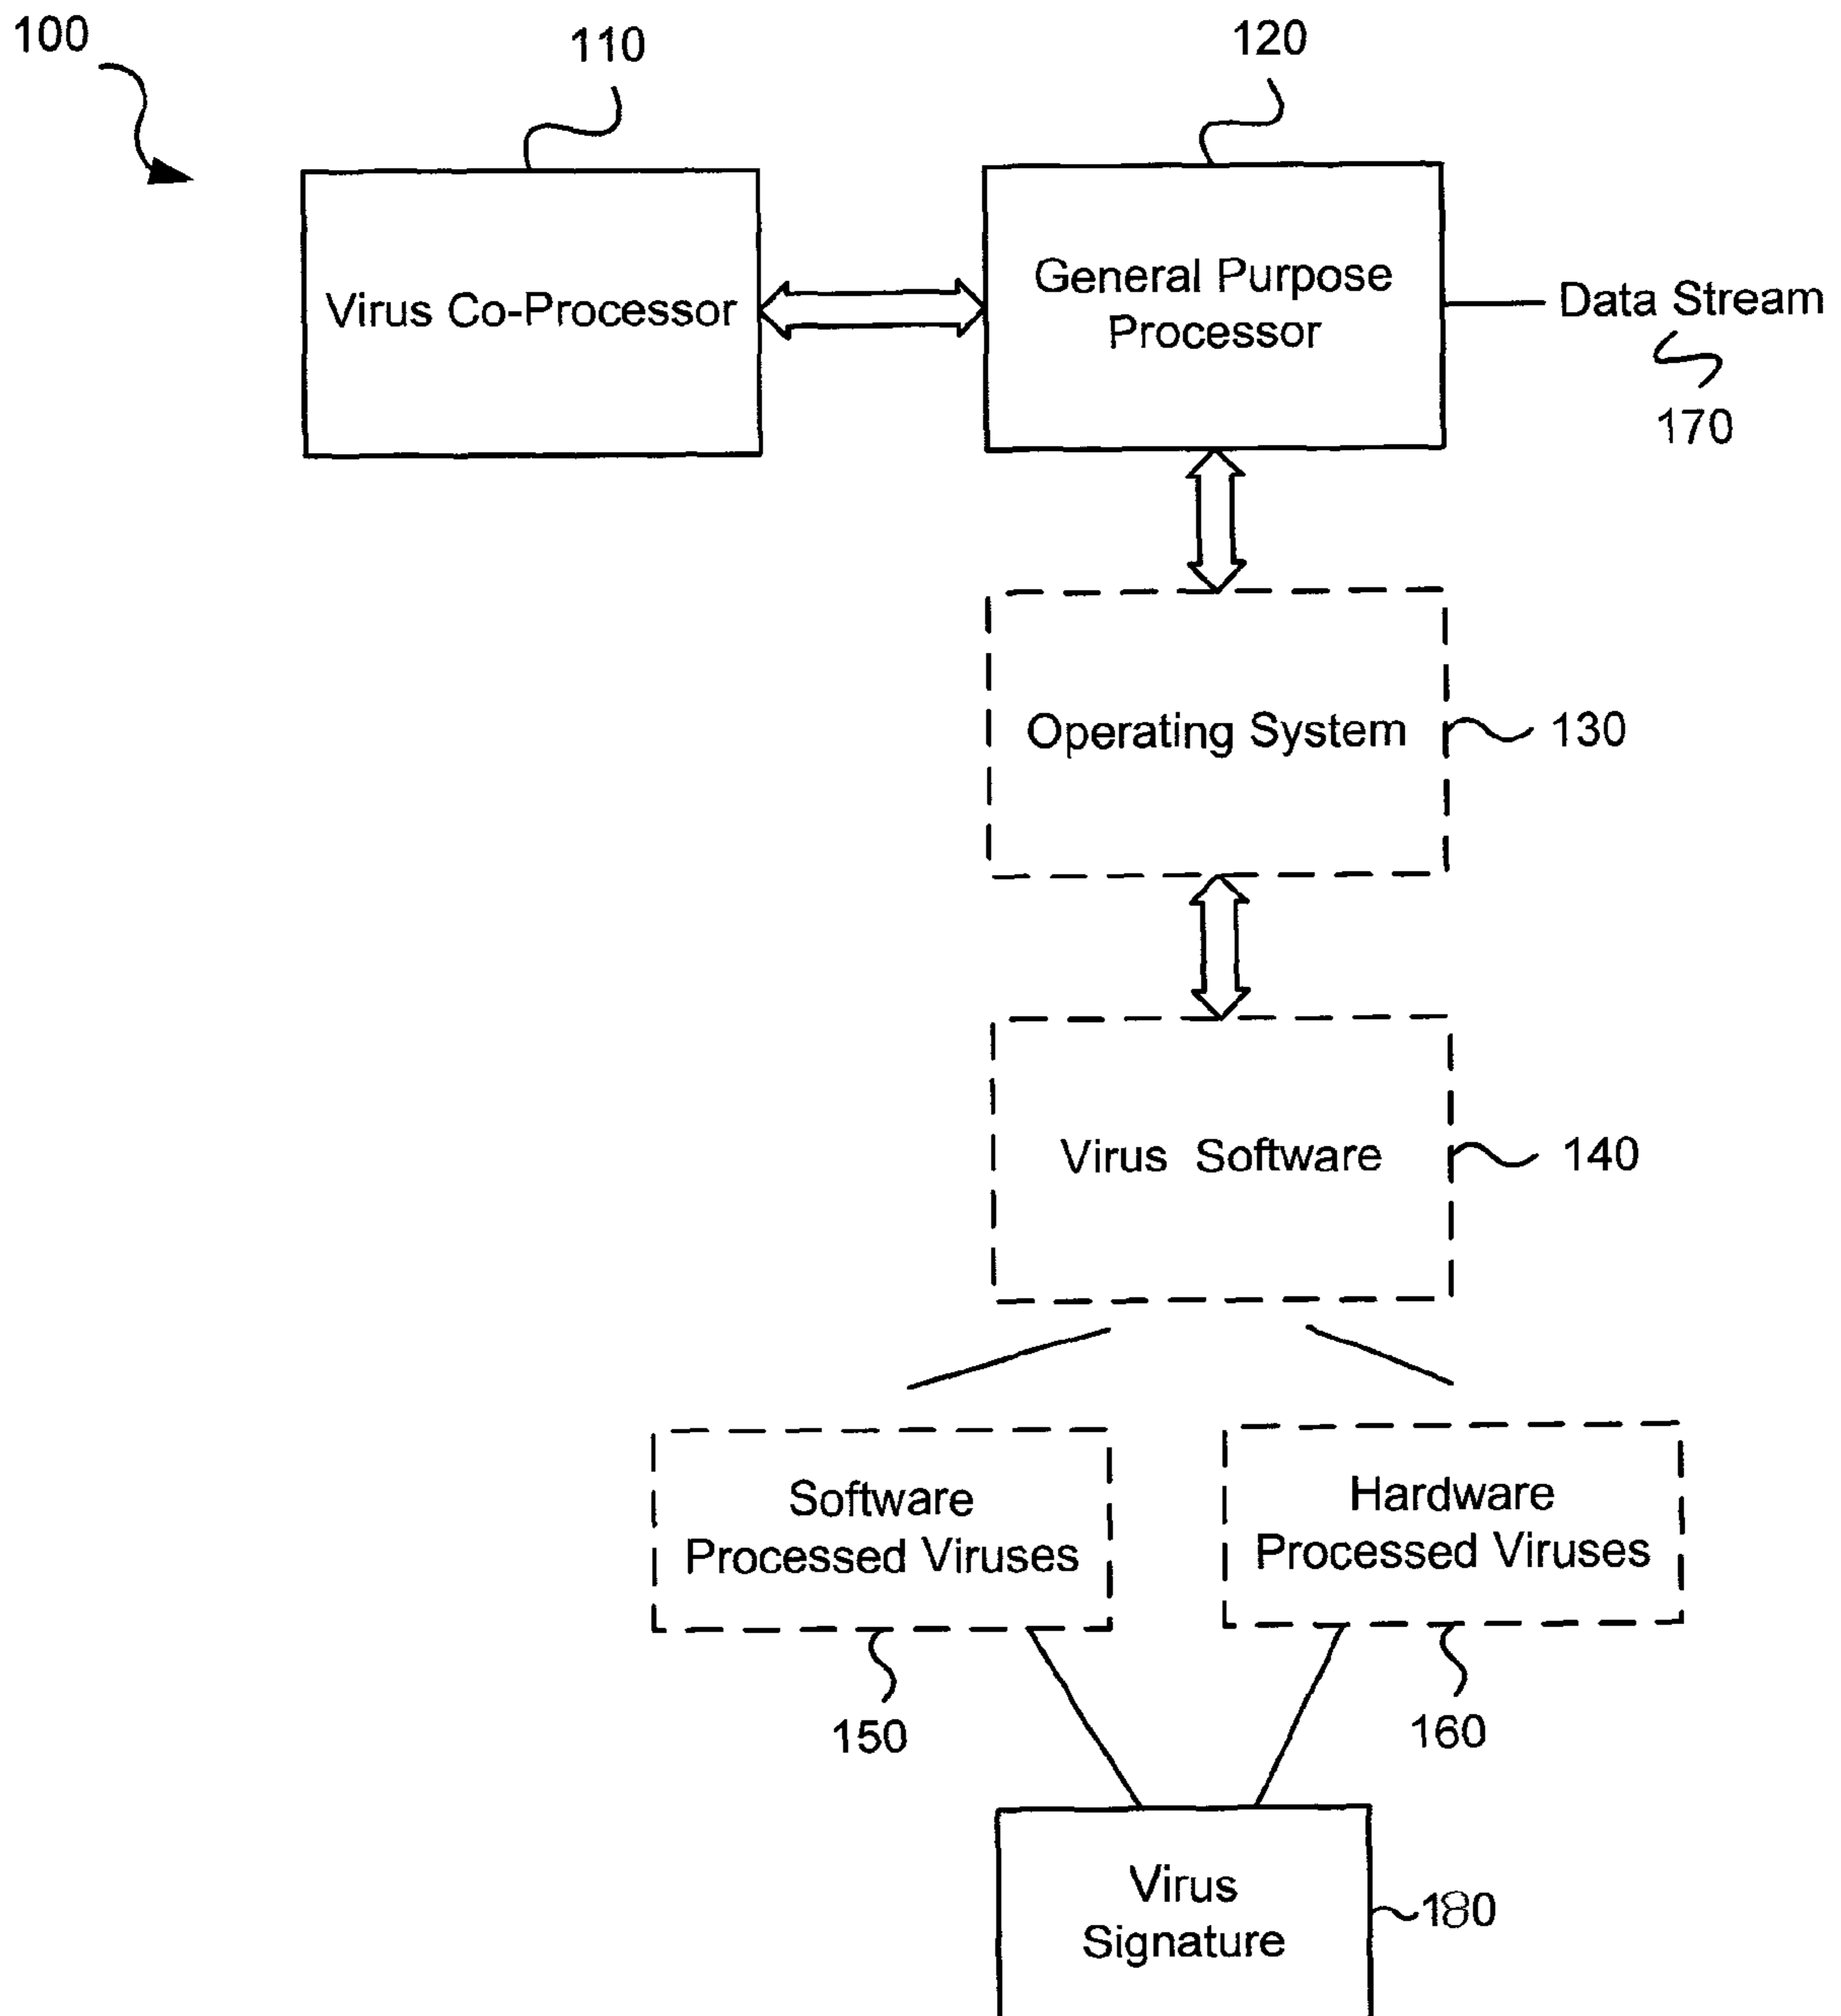 100
110
120
Virus Co-Processor
General Purpose
Processor
Data Stream
170
Operating System
130
Virus Software
140
Software
Processed Viruses
Hardware
Processed Viruses
150
160
Virus
Signature
180